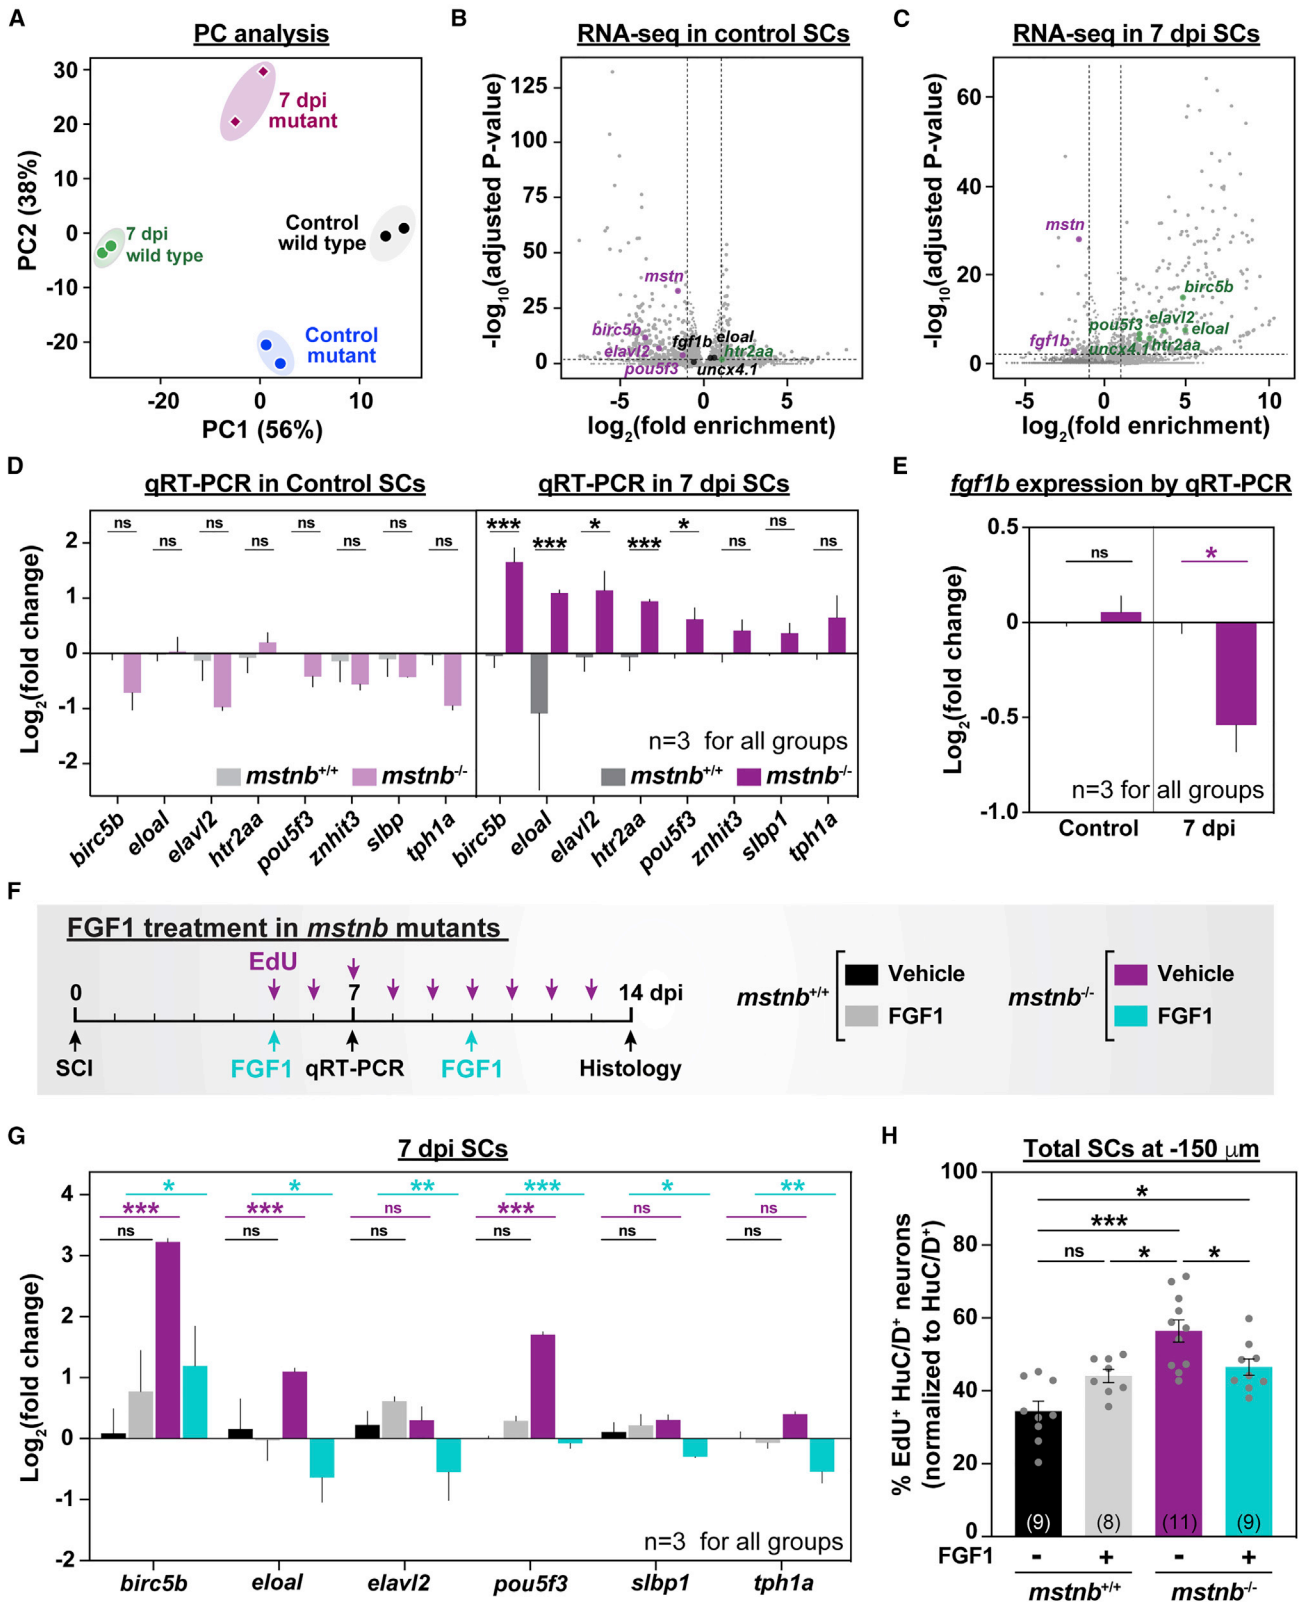 A
PC analysis
30
20
10
0
-10
-20
PC2 (38%)
7 dpi
mutant
Control
wild type
7 dpi
wild type
Control
mutant
-20
0
10
PC1 (56%)
B
RNA-seq in control SCs
-log10(adjusted P-value)
125
100
75
50
25
0
mstn
birc5b
elavl2
pou5f3
fgf1b
eloal
htr2aa
uncx4.1
-5
0
5
log2(fold enrichment)
C
RNA-seq in 7 dpi SCs
-log10(adjusted P-value)
60
40
20
0
mstn
birc5b
pou5f3
elavl2
eloal
fgf1b
uncx4.1
htr2aa
-5
0
5
10
log2(fold enrichment)
D
qRT-PCR in Control SCs
qRT-PCR in 7 dpi SCs
Log2(fold change)
2
1
0
-1
-2
ns
ns
ns
ns
ns
ns
ns
ns
***
***
*
***
*
ns
ns
ns
n=3 for all groups
mstnb+/+
mstnb-/-
mstnb+/+
mstnb-/-
birc5b
eloal
elavl2
htr2aa
pou5f3
znhit3
slbp
tph1a
birc5b
eloal
elavl2
htr2aa
pou5f3
znhit3
slbp1
tph1a
E
fgf1b expression by qRT-PCR
Log2(fold change)
0.5
0
-0.5
-1.0
ns
*
n=3 for all groups
Control
7 dpi
F
FGF1 treatment in mstnb mutants
EdU
0
7
14 dpi
SCI
FGF1
qRT-PCR
FGF1
Histology
mstnb+/+
Vehicle
FGF1
mstnb-/-
Vehicle
FGF1
G
7 dpi SCs
Log2(fold change)
4
3
2
1
0
-1
-2
*
*
**
***
*
**
***
***
ns
***
ns
ns
ns
ns
ns
ns
ns
ns
n=3 for all groups
birc5b
eloal
elavl2
pou5f3
slbp1
tph1a
H
Total SCs at -150 μm
% EdU+ HuC/D+ neurons
(normalized to HuC/D+)
100
80
60
40
20
0
*
***
ns
*
*
(9)
(8)
(11)
(9)
FGF1
-
+
-
+
mstnb+/+
mstnb-/-